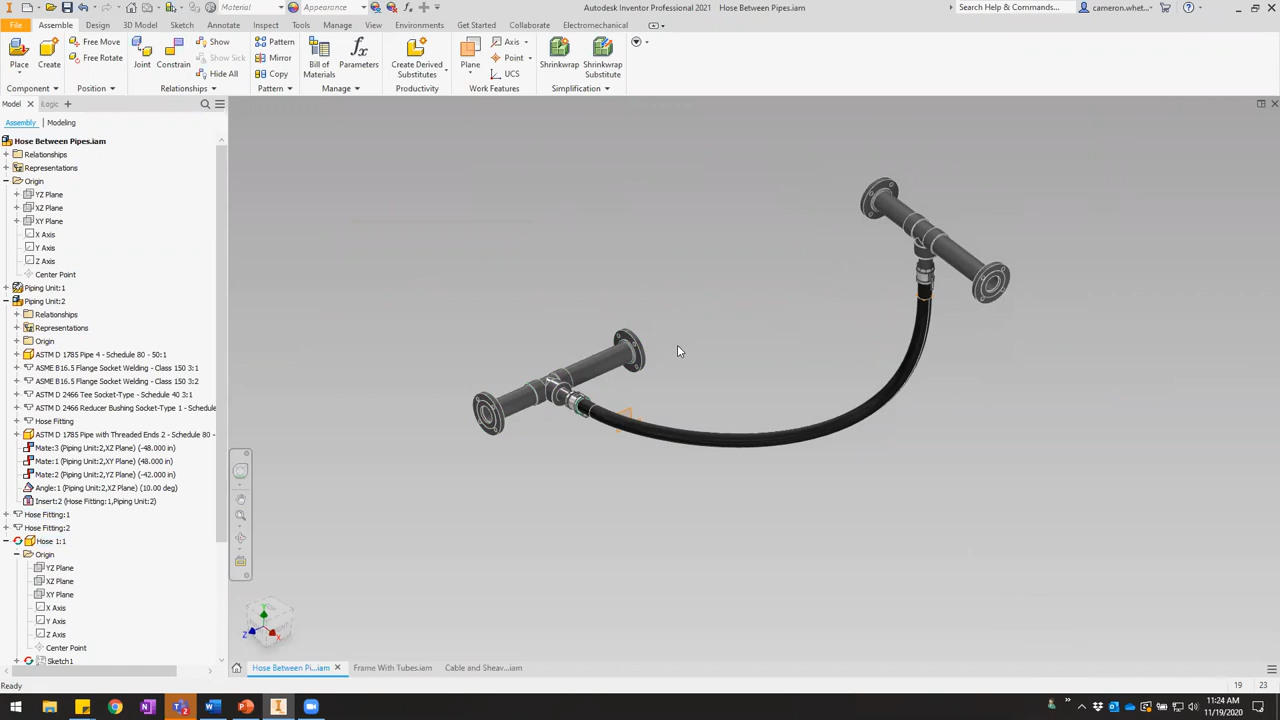 Material
Appearance
Autodesk Inventor Professional 2021 Hose Between Pipes.iam
Search Help & Commands...
cameron.whet...
File Assemble Design 3D Model Sketch Annotate Inspect Tools Manage View Environments Get Started Collaborate Electromechanical
Place
Create
Free Move
Free Rotate
Joint
Constrain
Show
Show Sick
Hide All
Pattern
Mirror
Copy
Bill of
Materials
Parameters
Create Derived
Substitutes
Plane
Axis
Point
UCS
Shrinkwrap
Shrinkwrap
Substitute
Component Position Relationships Pattern Manage Productivity Work Features Simplification
Model iLogic
Assembly Modeling
Hose Between Pipes.iam
Relationships
Representations
Origin
YZ Plane
XZ Plane
XY Plane
X Axis
Y Axis
Z Axis
Center Point
Piping Unit:1
Piping Unit:2
Relationships
Representations
Origin
ASTM D 1785 Pipe 4 - Schedule 80 - 50:1
ASME B16.5 Flange Socket Welding - Class 150 3:1
ASME B16.5 Flange Socket Welding - Class 150 3:2
ASTM D 2466 Tee Socket-Type - Schedule 40 3:1
ASTM D 2466 Reducer Bushing Socket-Type 1 - Schedule
Hose Fitting
ASTM D 1785 Pipe with Threaded Ends 2 - Schedule 80 -
Mate:3 (Piping Unit:2,XZ Plane) (-48.000 in)
Mate:1 (Piping Unit:2,XY Plane) (48.000 in)
Mate:2 (Piping Unit:2,YZ Plane) (-42.000 in)
Angle:1 (Piping Unit:2,XZ Plane) (10.00 deg)
Insert:2 (Hose Fitting:1,Piping Unit:2)
Hose Fitting:1
Hose Fitting:2
Hose 1:1
Origin
YZ Plane
XZ Plane
XY Plane
X Axis
Y Axis
Z Axis
Center Point
Sketch1
Z
Y
X
Hose Between Pi...iam Frame With Tubes.iam Cable and Sheav...iam
Ready
19 23
11:24 AM
11/19/2020